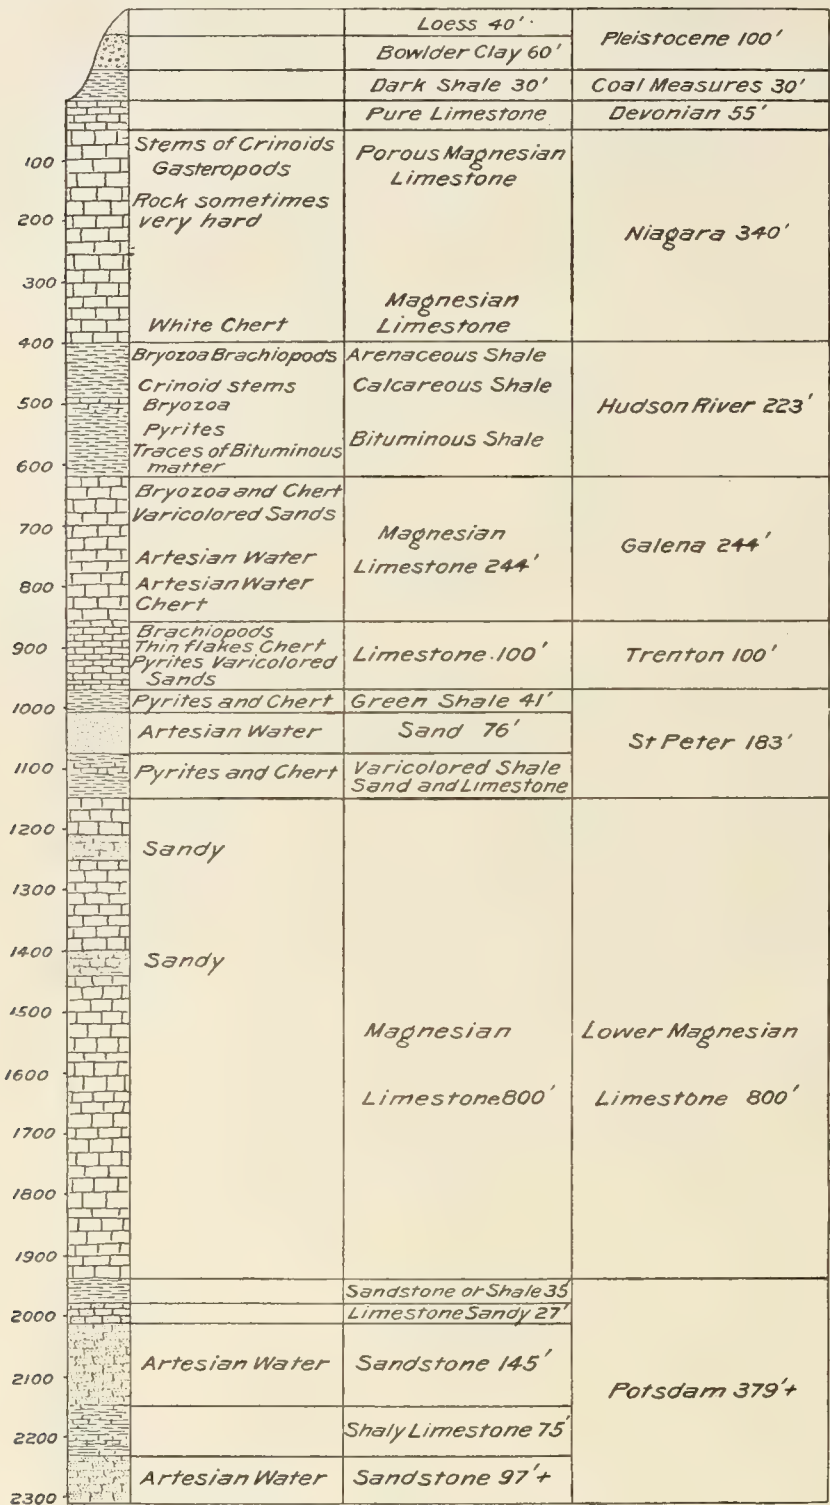 Loess 40'
Bowlder Clay 60'
Pleistocene 100'
Dark Shale 30'
Coal Measures 30'
Pure Limestone
Devonian 55'
100
Stems of Crinoids
Gasteropods
Porous Magnesian
Limestone
200
Rock sometimes
very hard
Niagara 340'
300
White Chert
Magnesian
Limestone
400
Bryozoa Brachiopods
Arenaceous Shale
Crinoid stems
Bryozoa
Calcareous Shale
500
Hudson River 223'
Pyrites
Traces of Bituminous
matter
Bituminous Shale
600
Bryozoa and Chert
Varicolored Sands
700
Artesian Water
Artesian Water
Chert
Magnesian
Limestone 244'
Galena 244'
800
Brachiopods
Thin flakes Chert
Pyrites Varicolored
Sands
900
Limestone 100'
Trenton 100'
Pyrites and Chert
Green Shale 41'
1000
Artesian Water
Sand 76'
St Peter 183'
1100
Pyrites and Chert
Varicolored Shale
Sand and Limestone
1200
Sandy
1300
1400
Sandy
1500
Magnesian
Limestone 800'
Lower Magnesian
Limestone 800'
1600
1700
1800
1900
Sandstone or Shale 35'
2000
Limestone Sandy 27'
Artesian Water
Sandstone 145'
2100
Potsdam 379'+
Shaly Limestone 75'
2200
Artesian Water
Sandstone 97'+
2300